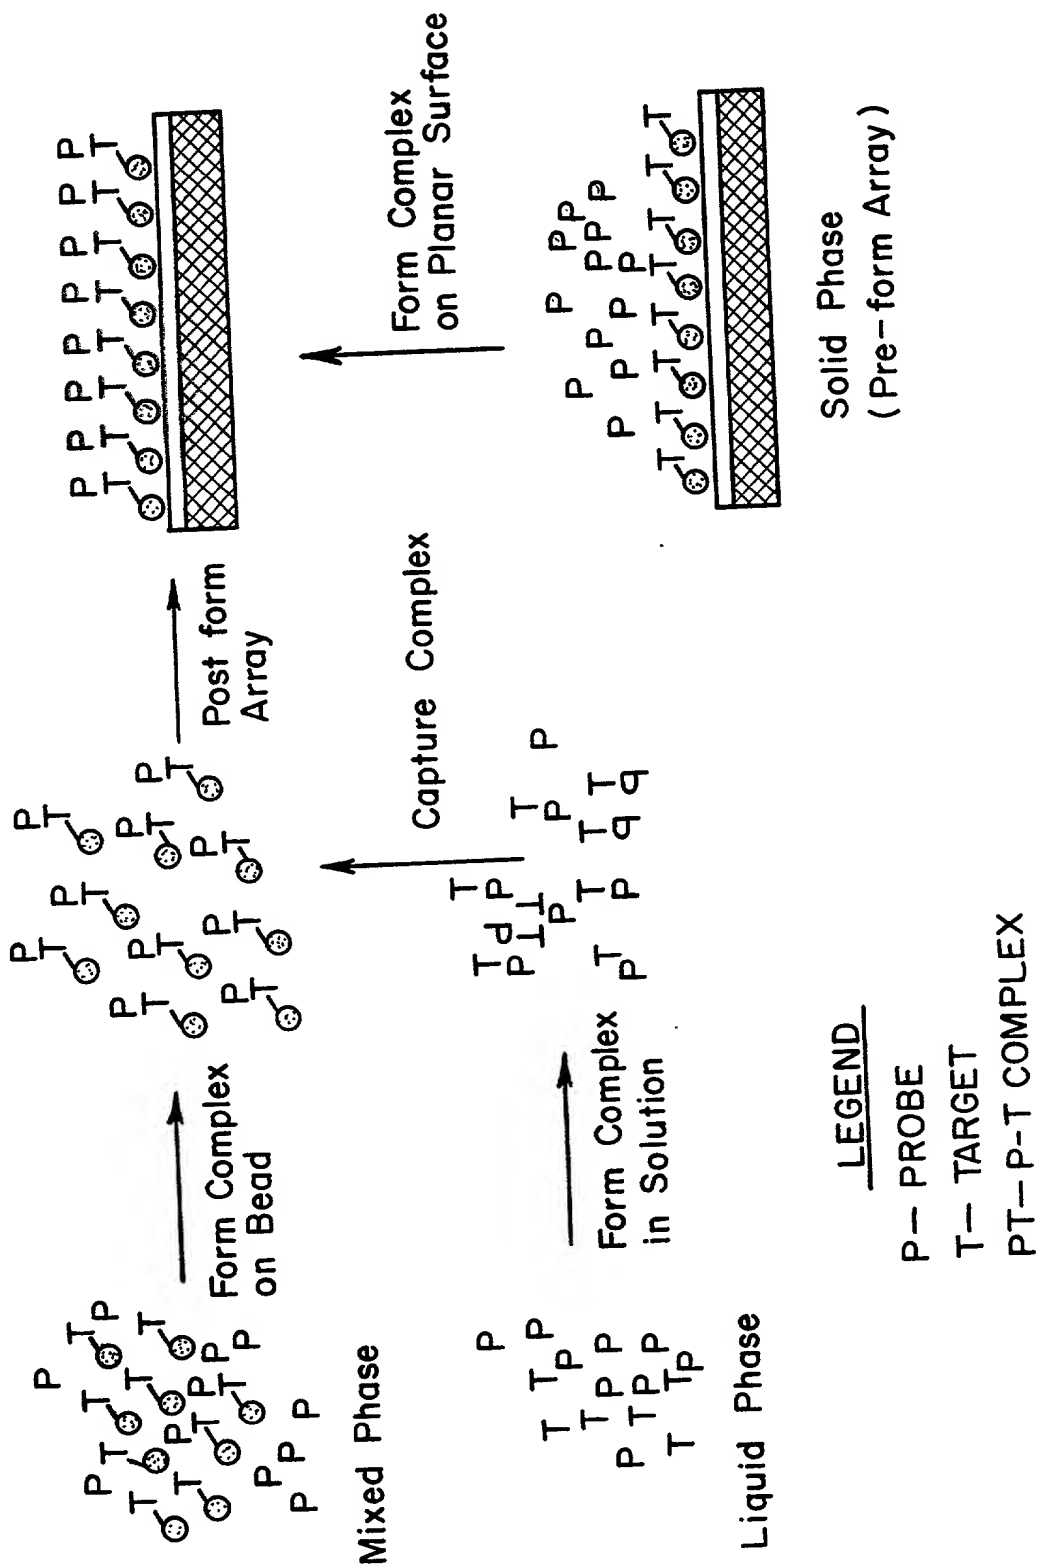 Mixed Phase
Form Complex
on Bead
Post form
Array
Liquid Phase
Form Complex
in Solution
Capture Complex
Form Complex
on Planar Surface
Solid Phase
(Pre-form Array)
LEGEND
P— PROBE
T— TARGET
PT— P-T COMPLEX